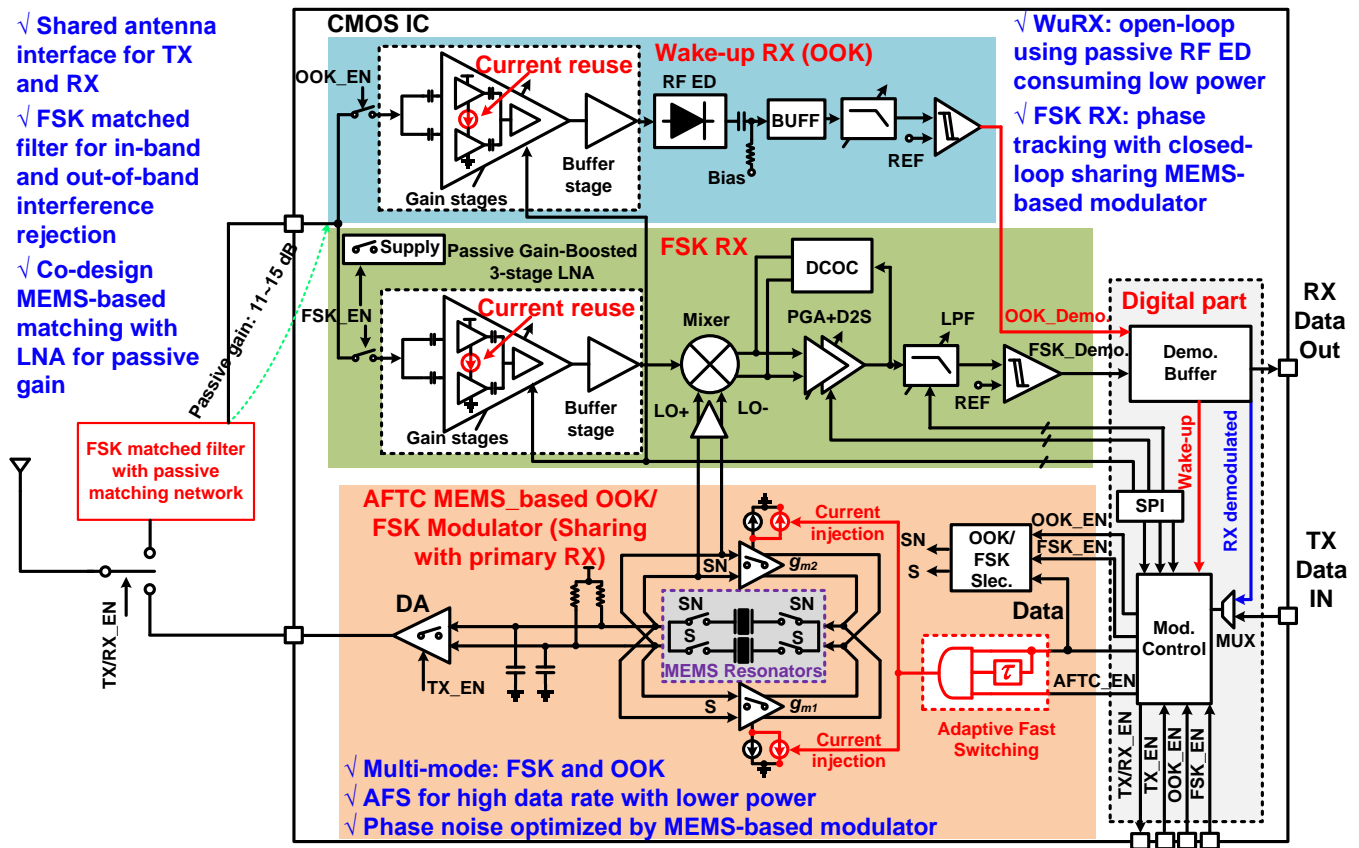 √ Shared antenna
interface for TX
and RX
√ FSK matched
filter for in-band
and out-of-band
interference
rejection
√ Co-design
MEMS-based
matching with
LNA for passive
gain
CMOS IC
Wake-up RX (OOK)
OOK_EN
Current reuse
Gain stages
Buffer
stage
RF ED
Bias
BUFF
REF
√ WuRX: open-loop
using passive RF ED
consuming low power
√ FSK RX: phase
tracking with closed-
loop sharing MEMS-
based modulator
Passive gain: 11~15 dB
Supply
FSK_EN
Passive Gain-Boosted
3-stage LNA
FSK RX
Current reuse
Gain stages
Buffer
stage
Mixer
LO+
LO-
DCOC
PGA+D2S
LPF
REF
OOK_Demo.
FSK_Demo.
Digital part
Demo.
Buffer
RX
Data
Out
Wake-up
RX demodulated
SPI
FSK matched filter
with passive
matching network
TX/RX_EN
AFTC MEMS_based OOK/
FSK Modulator (Sharing
with primary RX)
DA
TX_EN
SN
gm2
SN
SN
S
S
MEMS Resonators
S
gm1
Current
injection
Current
injection
SN
S
OOK/
FSK
Slec.
OOK_EN
FSK_EN
Data
τ
AFTC_EN
Adaptive Fast
Switching
Mod.
Control
MUX
TX
Data
IN
TX/RX_EN
TX_EN
OOK_EN
FSK_EN
√ Multi-mode: FSK and OOK
√ AFS for high data rate with lower power
√ Phase noise optimized by MEMS-based modulator